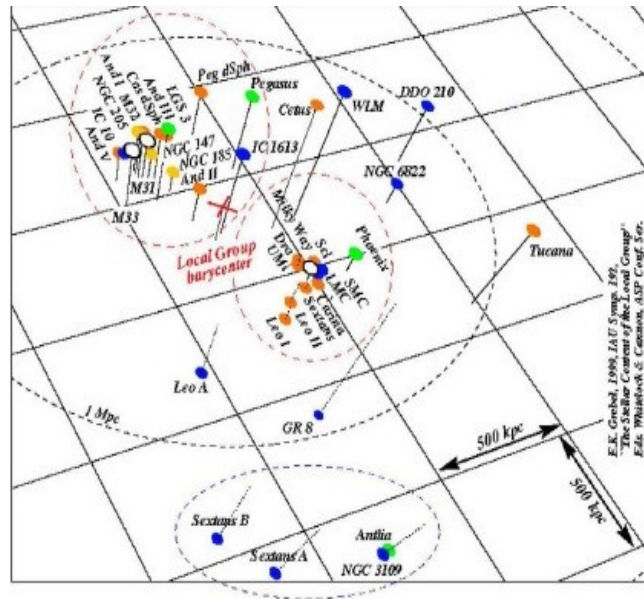 Peg dSph
Pegasus
Cetus
WLM
DDO 210
LGS 3
And III
Cas dSph
And I
M32
NGC 205
IC 10
And V
NGC 147
NGC 185
And II
M31
M33
IC 1613
NGC 6822
Local Group
barycenter
Milky Way
Dra
UMi
Scl
LMC
SMC
Phoenix
Tucana
Carina
Sextans
Leo II
Leo I
Leo A
GR 8
1 Mpc
500 kpc
500 kpc
Sextans B
Sextans A
Antlia
NGC 3109
E.K. Grebel, 1999, IAU Symp. 192,
"The Stellar Content of the Local Group"
Eds. Whitelock & Cannon, ASP Conf. Ser.